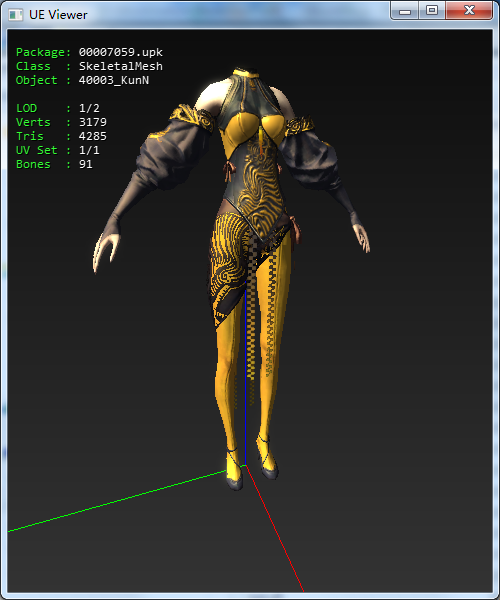 UE Viewer
Package: 00007059.upk
Class  : SkeletalMesh
Object : 40003_KunN
LOD    : 1/2
Verts  : 3179
Tris   : 4285
UV Set : 1/1
Bones  : 91